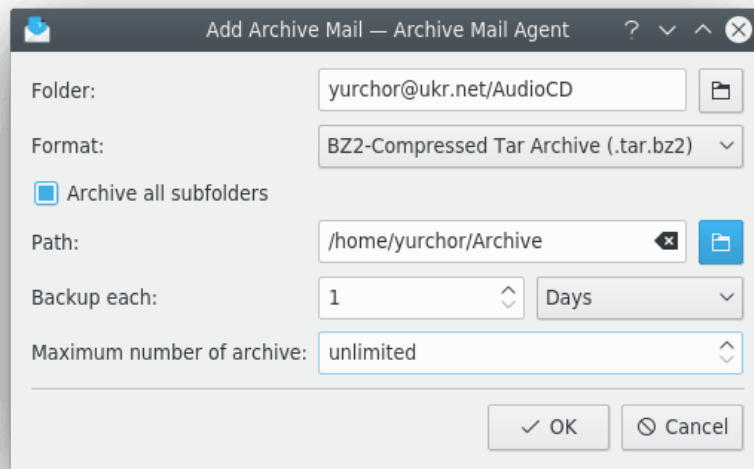 Add Archive Mail — Archive Mail Agent ?
Folder: yurchor@ukr.net/AudioCD
Format: BZ2-Compressed Tar Archive (.tar.bz2)
Archive all subfolders
Path: /home/yurchor/Archive
Backup each: 1 Days
Maximum number of archive: unlimited
OK Cancel